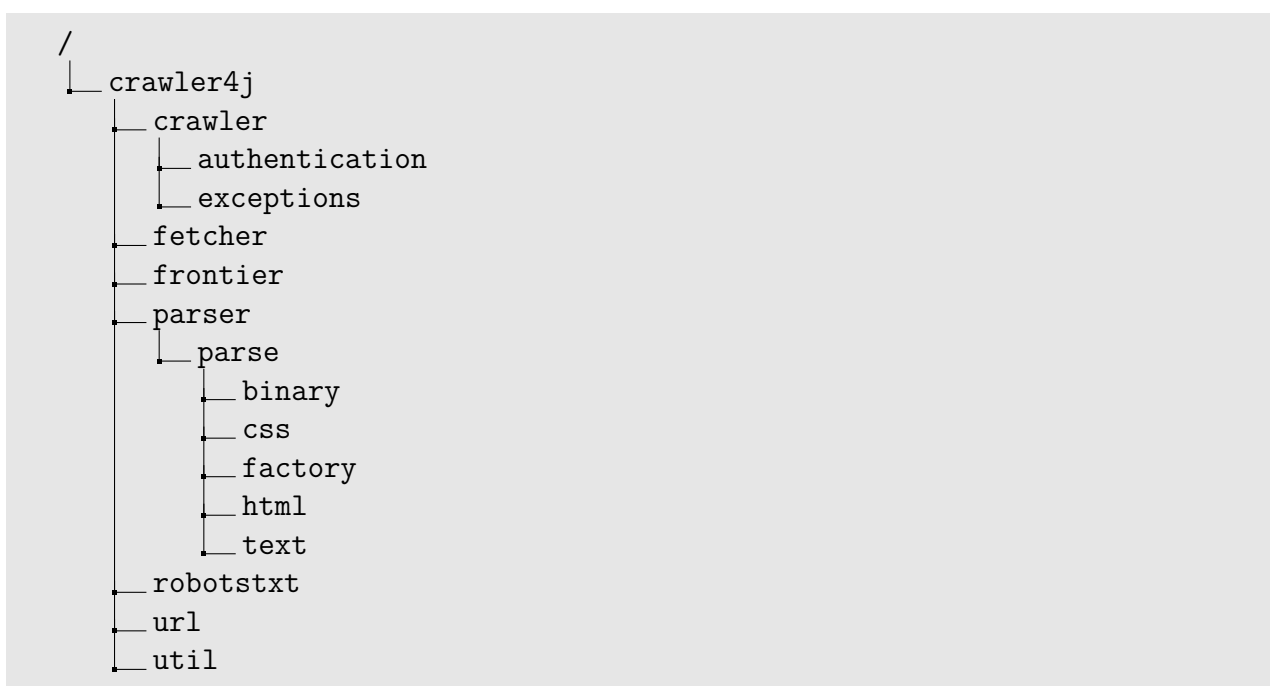 /
crawler4j
crawler
authentication
exceptions
fetcher
frontier
parser
parse
binary
css
factory
html
text
robotstxt
url
util